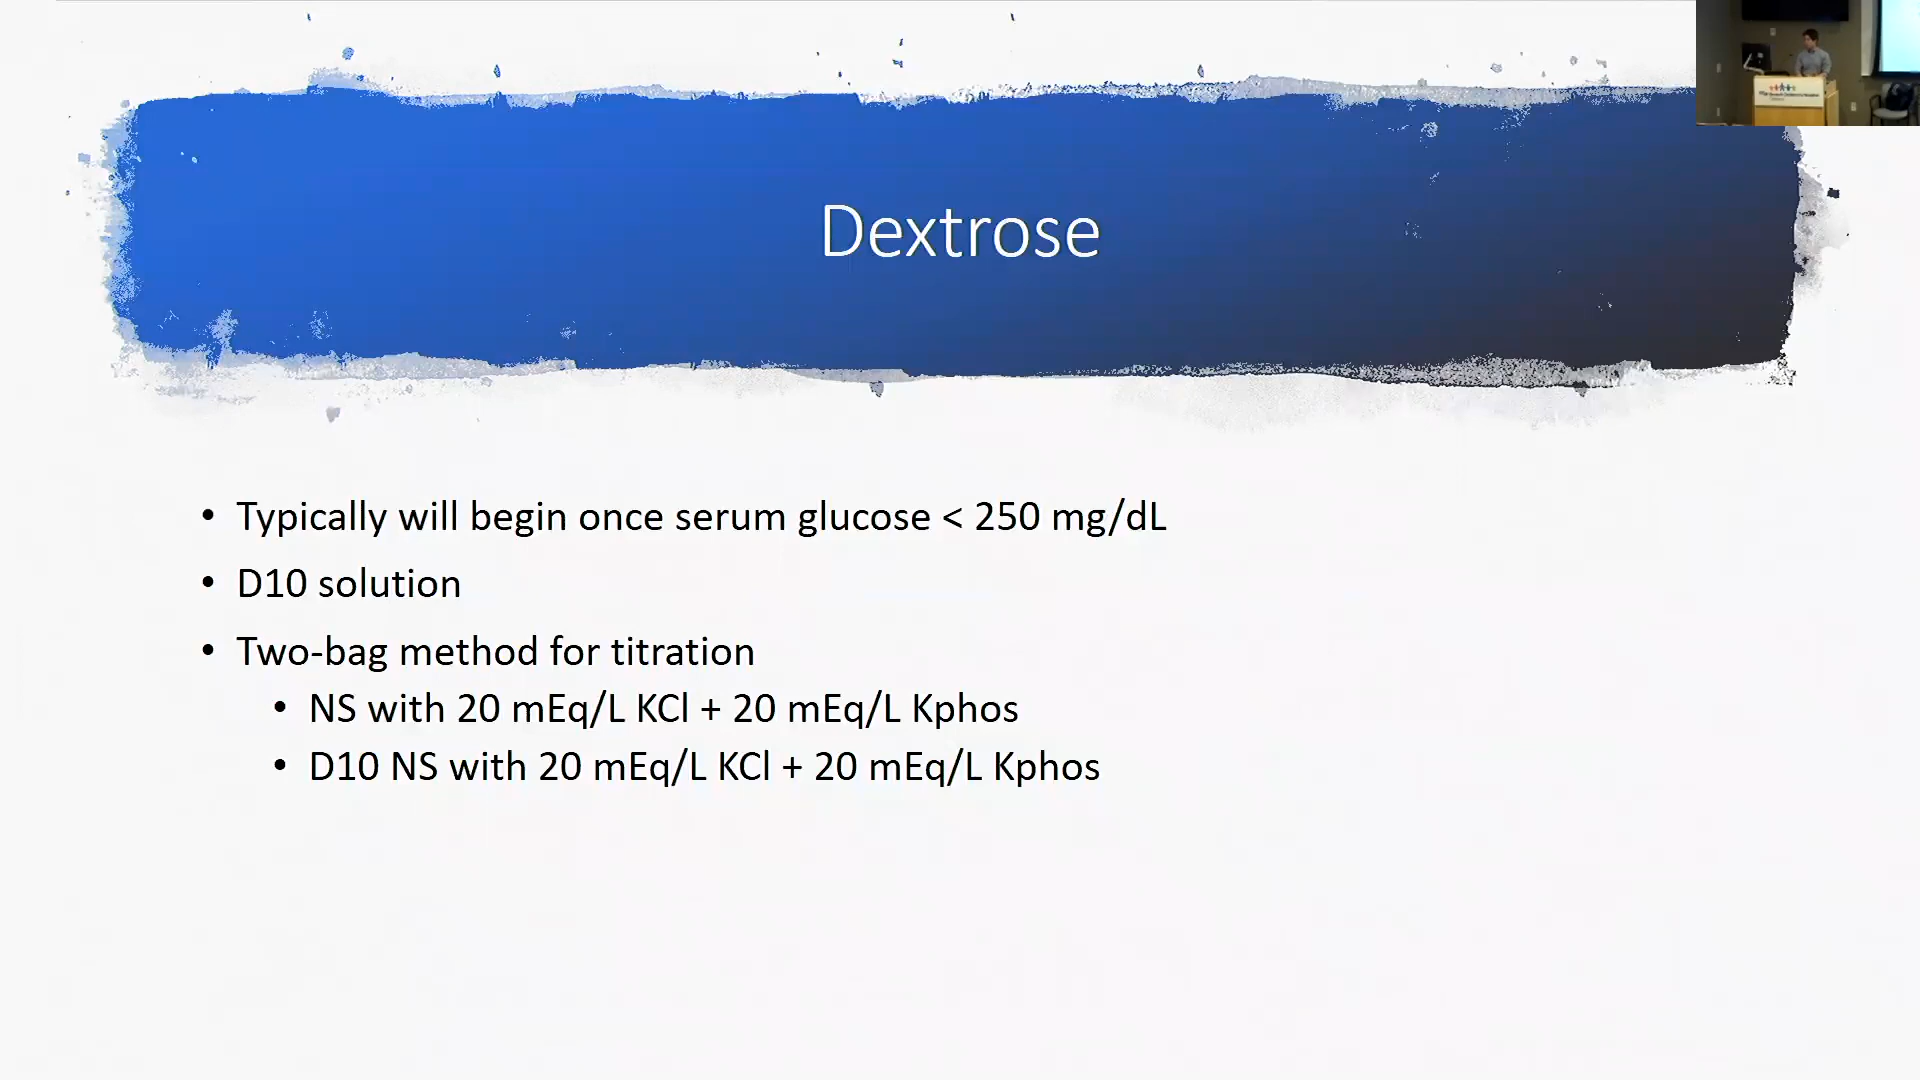 Dextrose
• Typically will begin once serum glucose < 250 mg/dL
• D10 solution
• Two-bag method for titration
• NS with 20 mEq/L KCl + 20 mEq/L Kphos
• D10 NS with 20 mEq/L KCl + 20 mEq/L Kphos